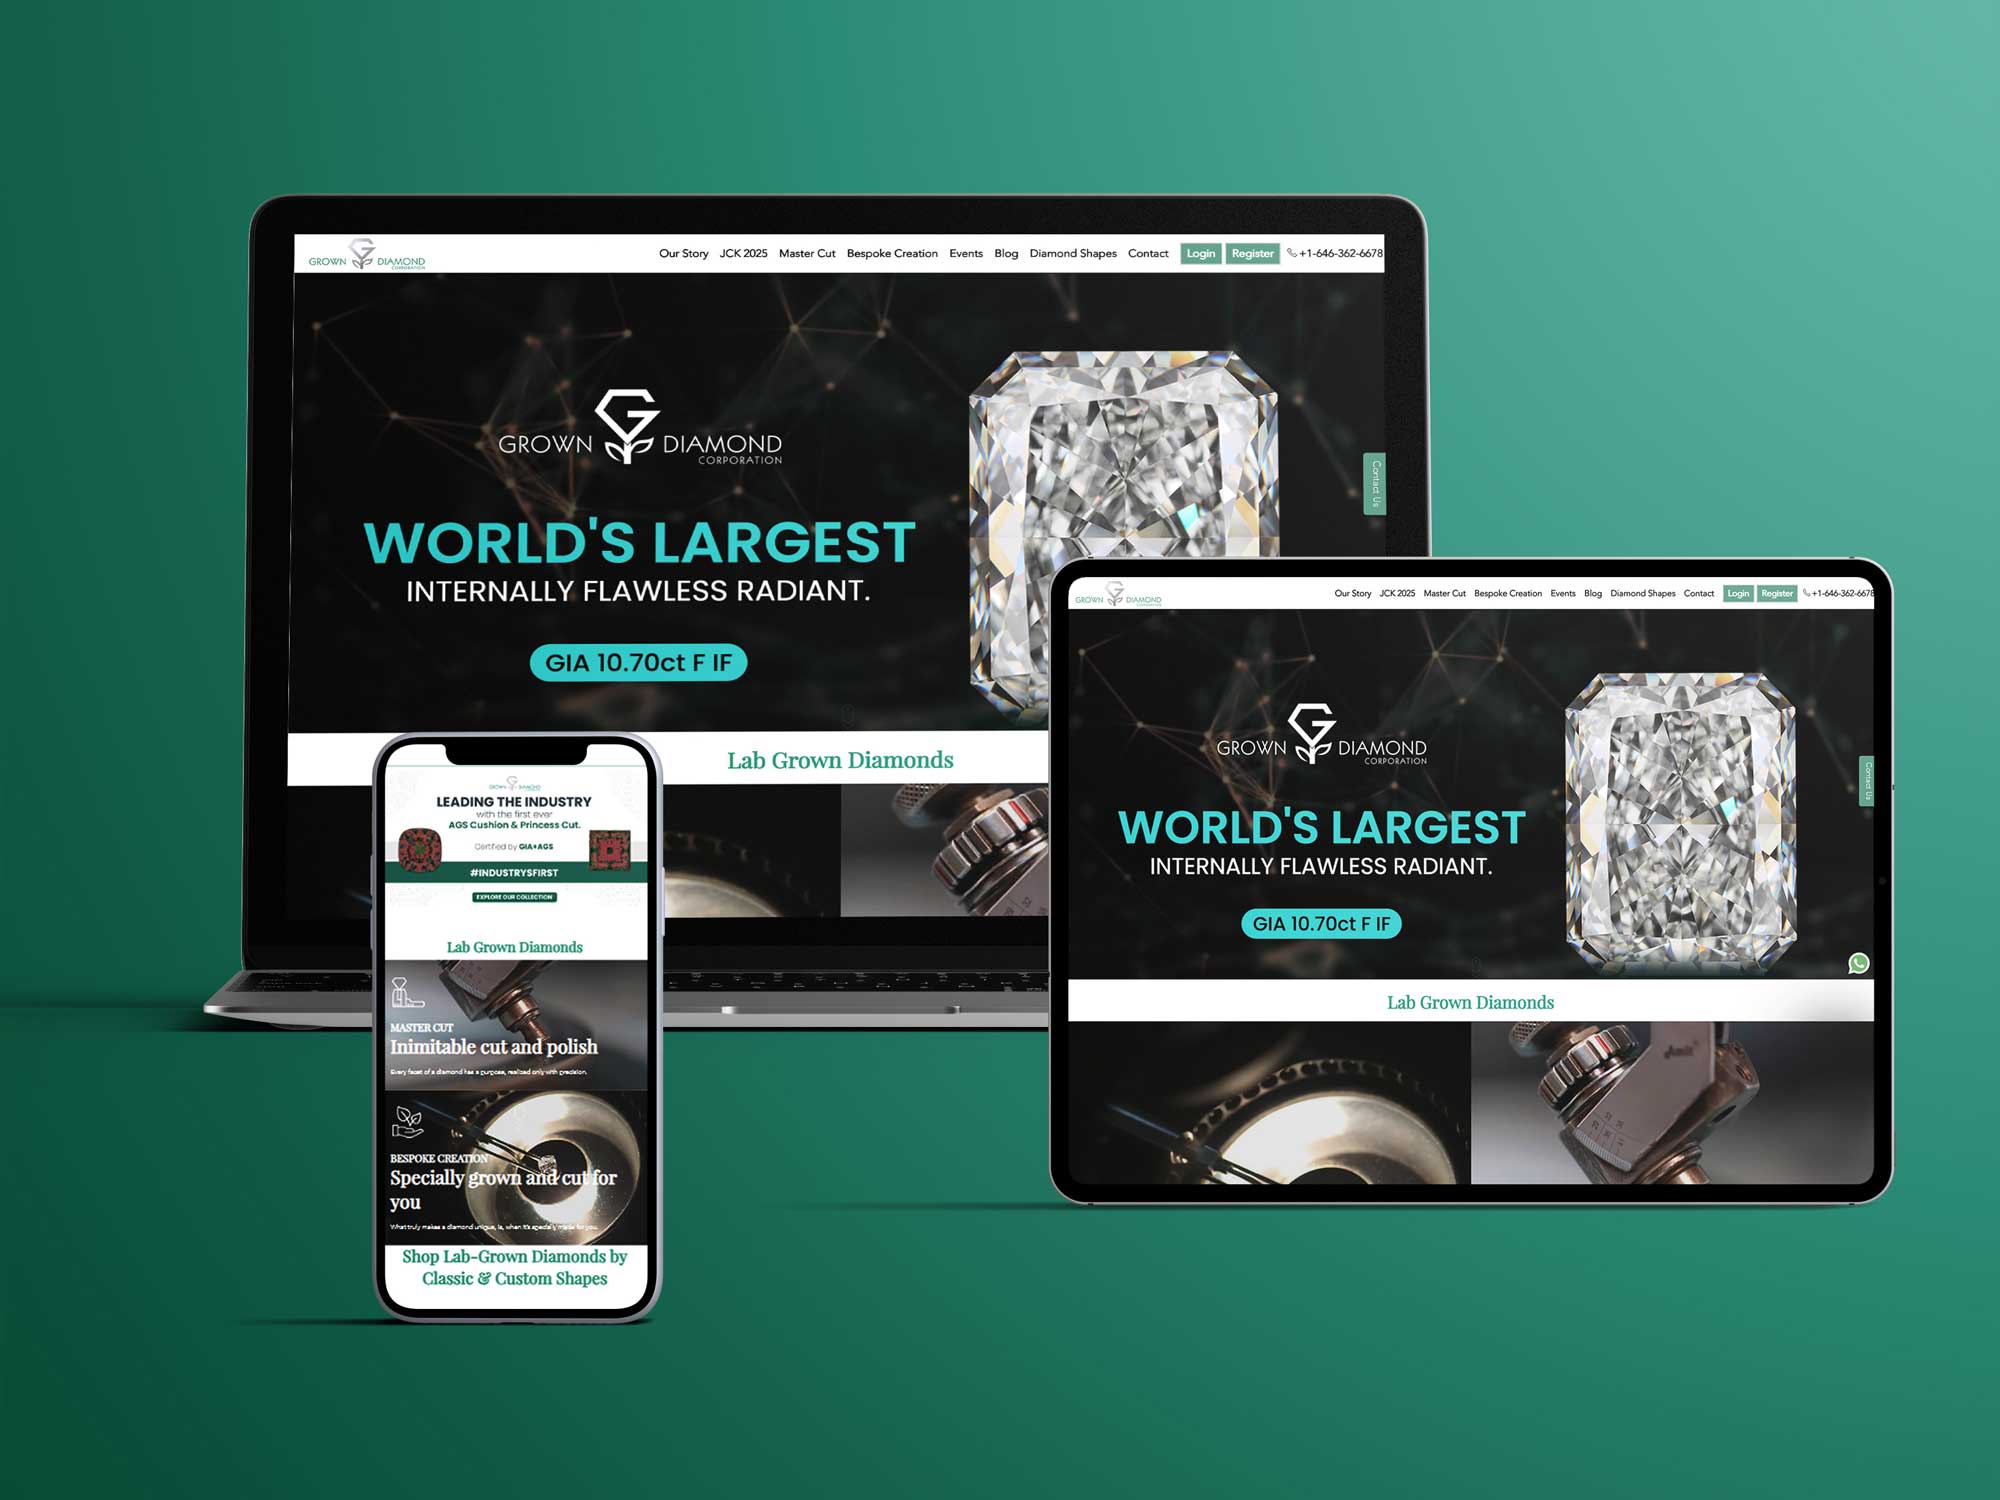 GROWN DIAMOND
CORPORATION
Our Story JCK 2025 Master Cut Bespoke Creation Events Blog Diamond Shapes Contact Login Register +1-646-362-6678
GROWN DIAMOND
CORPORATION
WORLD'S LARGEST
INTERNALLY FLAWLESS RADIANT.
GIA 10.70ct F IF
Contact Us
Lab Grown Diamonds
GROWN DIAMOND
LEADING THE INDUSTRY
with the first ever
AGS Cushion & Princess Cut.
Certified by GIA+AGS
#INDUSTRYSFIRST
EXPLORE OUR COLLECTION
Lab Grown Diamonds
MASTER CUT
Inimitable cut and polish
Every facet of a diamond has a purpose, realized only with precision.
BESPOKE CREATION
Specially grown and cut for
you
What truly makes a diamond unique, is, when it's specially made for you.
Shop Lab-Grown Diamonds by
Classic & Custom Shapes
GROWN DIAMOND
CORPORATION
Our Story JCK 2025 Master Cut Bespoke Creation Events Blog Diamond Shapes Contact Login Register +1-646-362-6678
GROWN DIAMOND
CORPORATION
WORLD'S LARGEST
INTERNALLY FLAWLESS RADIANT.
GIA 10.70ct F IF
Contact Us
Lab Grown Diamonds
Amit